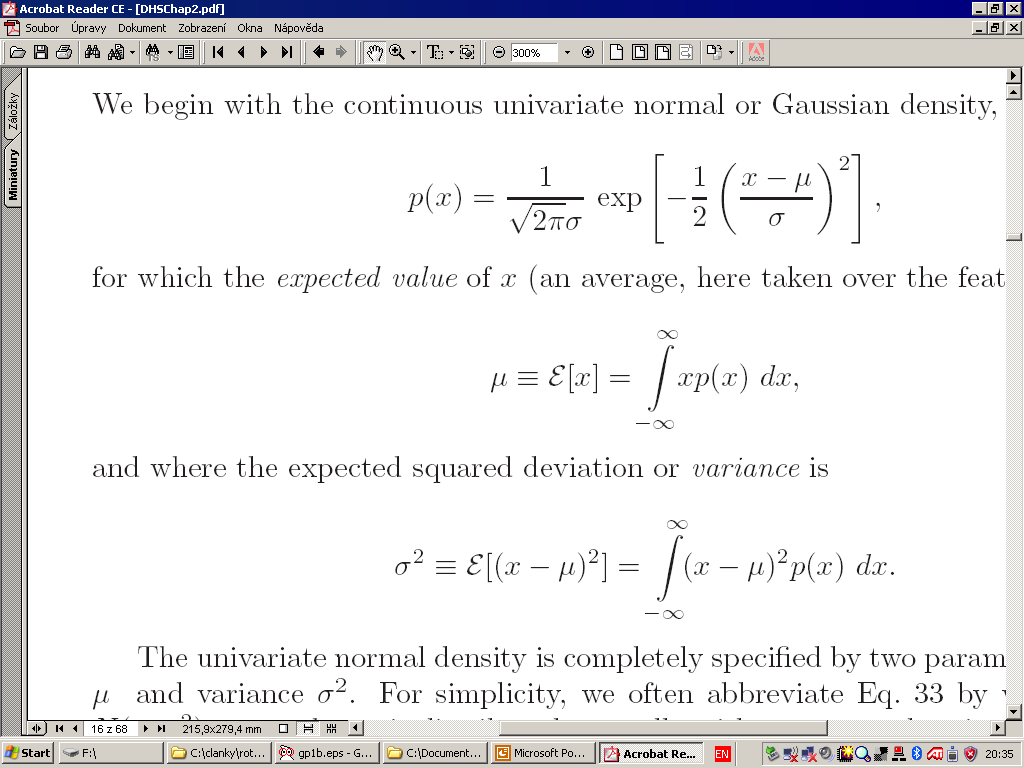 Acrobat Reader CE - [DHSChap2.pdf]
Soubor Úpravy Dokument Zobrazení Okna Nápověda
300%
Záložky
Miniatury
We begin with the continuous univariate normal or Gaussian density,
p(x) = 1/(√2πσ) exp [−1/2 ((x − μ)/σ)²],
for which the expected value of x (an average, here taken over the feat
μ ≡ ℰ[x] = ∫_{−∞}^{∞} xp(x) dx,
and where the expected squared deviation or variance is
σ² ≡ ℰ[(x − μ)²] = ∫_{−∞}^{∞} (x − μ)² p(x) dx.
The univariate normal density is completely specified by two param
μ and variance σ². For simplicity, we often abbreviate Eq. 33 by
16 z 68 215,9x279,4 mm
Start F:\ C:\clanky\rot... gp1b.eps - G... C:\Document... Microsoft Po... Acrobat Re... EN 20:35